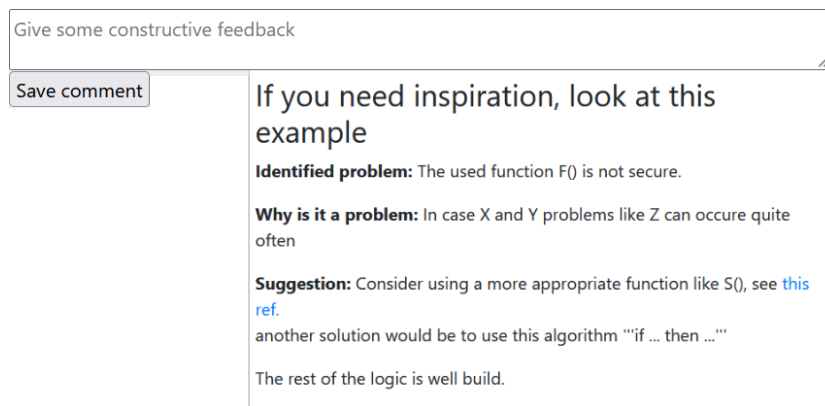 Give some constructive feedback
Save comment
If you need inspiration, look at this
example
Identified problem: The used function F() is not secure.
Why is it a problem: In case X and Y problems like Z can occure quite
often
Suggestion: Consider using a more appropriate function like S(), see this
ref.
another solution would be to use this algorithm '''if ... then ...'''
The rest of the logic is well build.